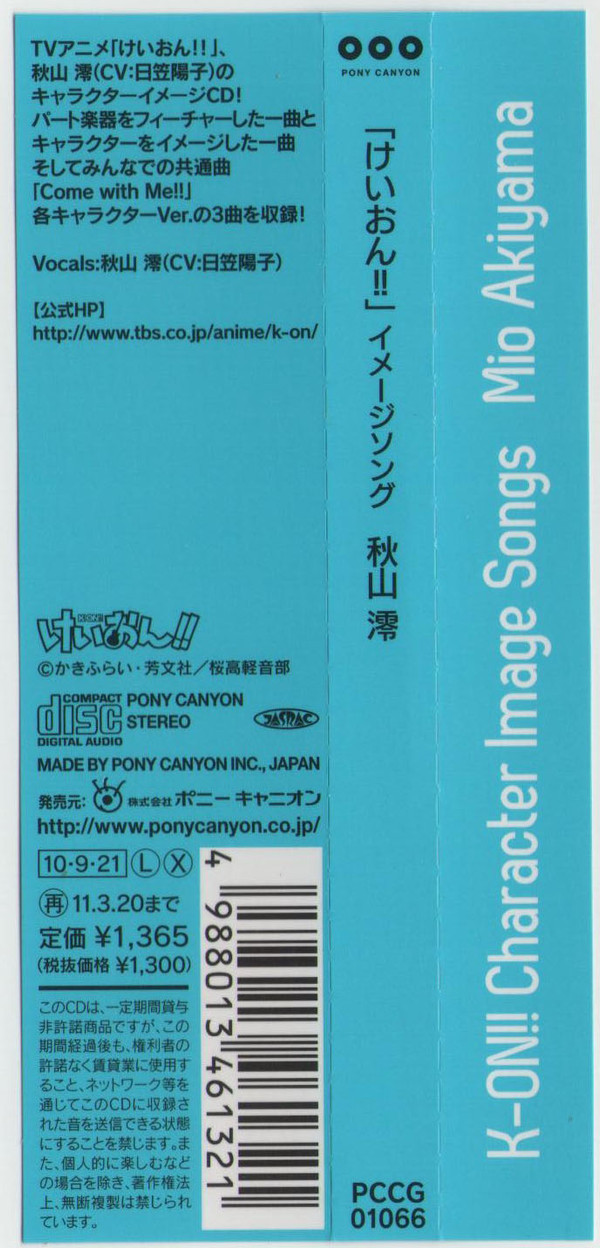 TVアニメ「けいおん!!」、
秋山 澪(CV:日笠陽子)の
キャラクターイメージCD!
パート楽器をフィーチャーした一曲と
キャラクターをイメージした一曲
そしてみんなでの共通曲
「Come with Me!!」
各キャラクターVer.の3曲を収録!
Vocals:秋山 澪(CV:日笠陽子)
【公式HP】
http://www.tbs.co.jp/anime/k-on/
K-ON!!
けいおん!!
©かきふらい・芳文社／桜高軽音部
COMPACT
disc
DIGITAL AUDIO
PONY CANYON
STEREO
JASRAC
MADE BY PONY CANYON INC., JAPAN
発売元: 株式会社 ポニー キャニオン
http://www.ponycanyon.co.jp/
10・9・21 Ⓛ Ⓧ
㊢ 11.3.20まで
定価 ¥1,365
(税抜価格 ¥1,300)
このCDは、一定期間貸与
非許諾商品ですが、この
期間経過後も、権利者の
許諾なく賃貸業に使用す
ること、ネットワーク等を
通じてこのCDに収録さ
れた音を送信できる状態
にすることを禁じます。ま
た、個人的に楽しむなど
の場合を除き、著作権法
上、無断複製は禁じられ
ています。
4 988013 461321
PONY CANYON
「けいおん!!」イメージソング 秋山 澪
PCCG
01066
K-ON!! Character Image Songs Mio Akiyama